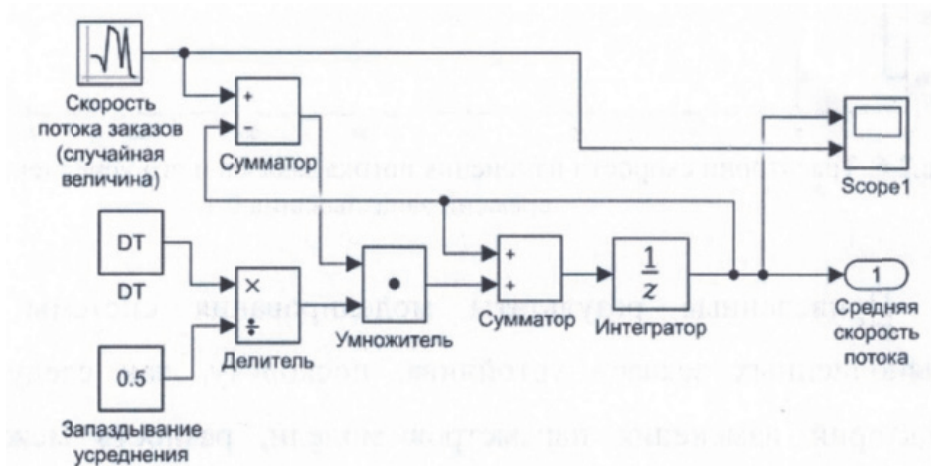 Скорость
потока заказов
(случайная
величина)
+
−
Сумматор
Scope1
DT
DT
×
÷
Делитель
Умножитель
+
+
Сумматор
1
z
Интегратор
1
Средняя
скорость
потока
0.5
Запаздывание
усреднения